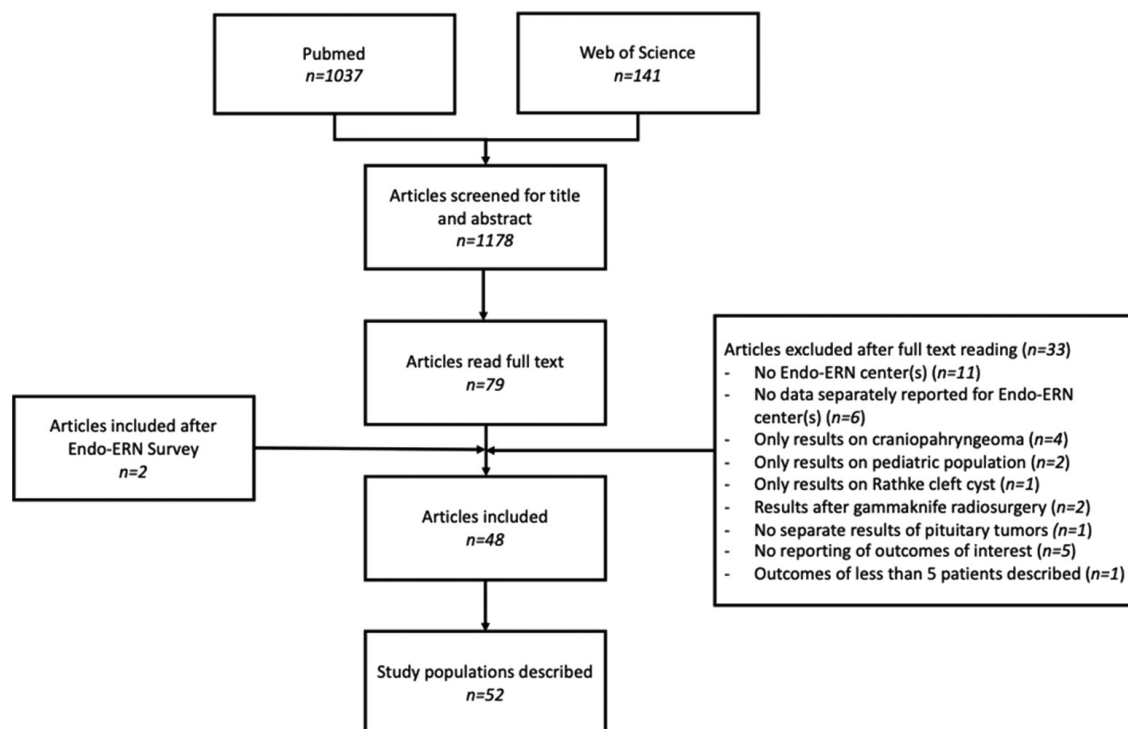 Pubmed
n=1037
Web of Science
n=141
Articles screened for title
and abstract
n=1178
Articles read full text
n=79
Articles excluded after full text reading (n=33)
- No Endo-ERN center(s) (n=11)
- No data separately reported for Endo-ERN
center(s) (n=6)
- Only results on craniopahryngeoma (n=4)
- Only results on pediatric population (n=2)
- Only results on Rathke cleft cyst (n=1)
- Results after gammaknife radiosurgery (n=2)
- No separate results of pituitary tumors (n=1)
- No reporting of outcomes of interest (n=5)
- Outcomes of less than 5 patients described (n=1)
Articles included after
Endo-ERN Survey
n=2
Articles included
n=48
Study populations described
n=52